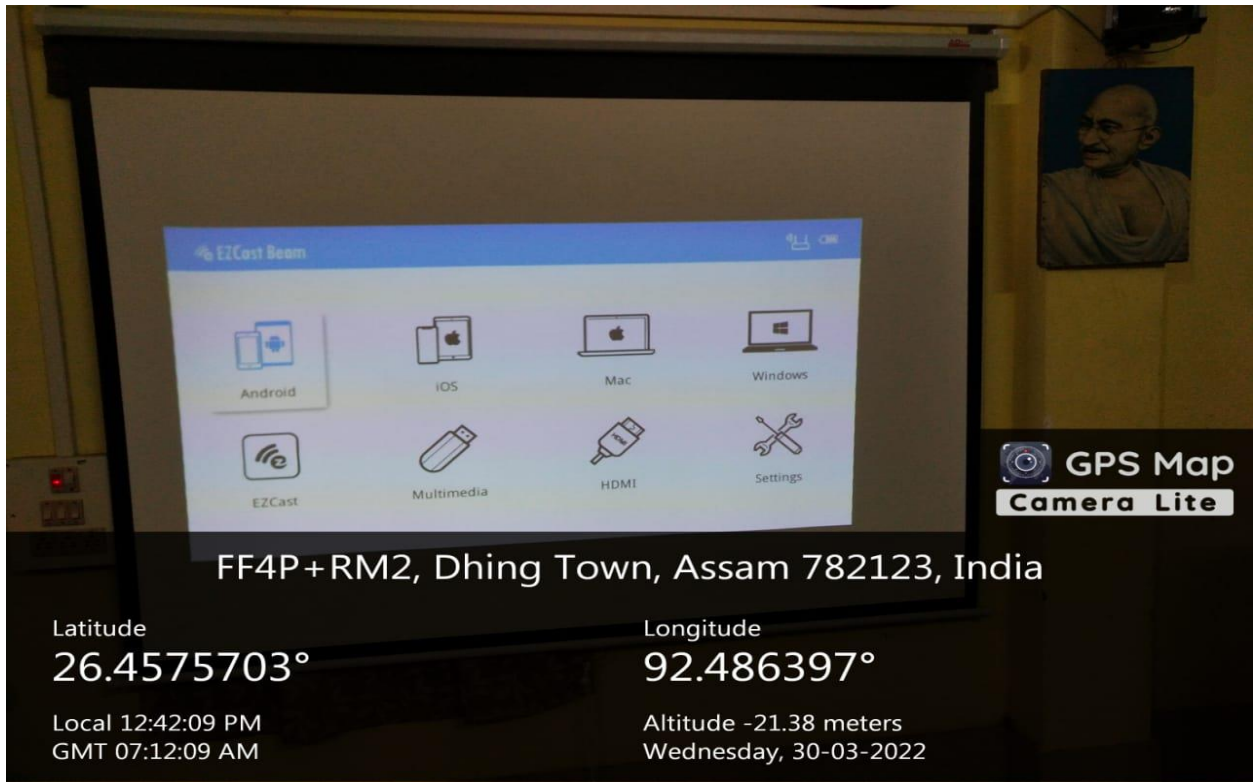 EZCast Beam
Android
iOS
Mac
Windows
EZCast
Multimedia
HDMI
HDMI
Settings
GPS Map
Camera Lite
FF4P+RM2, Dhing Town, Assam 782123, India
Latitude
26.4575703°
Longitude
92.486397°
Local 12:42:09 PM
GMT 07:12:09 AM
Altitude -21.38 meters
Wednesday, 30-03-2022